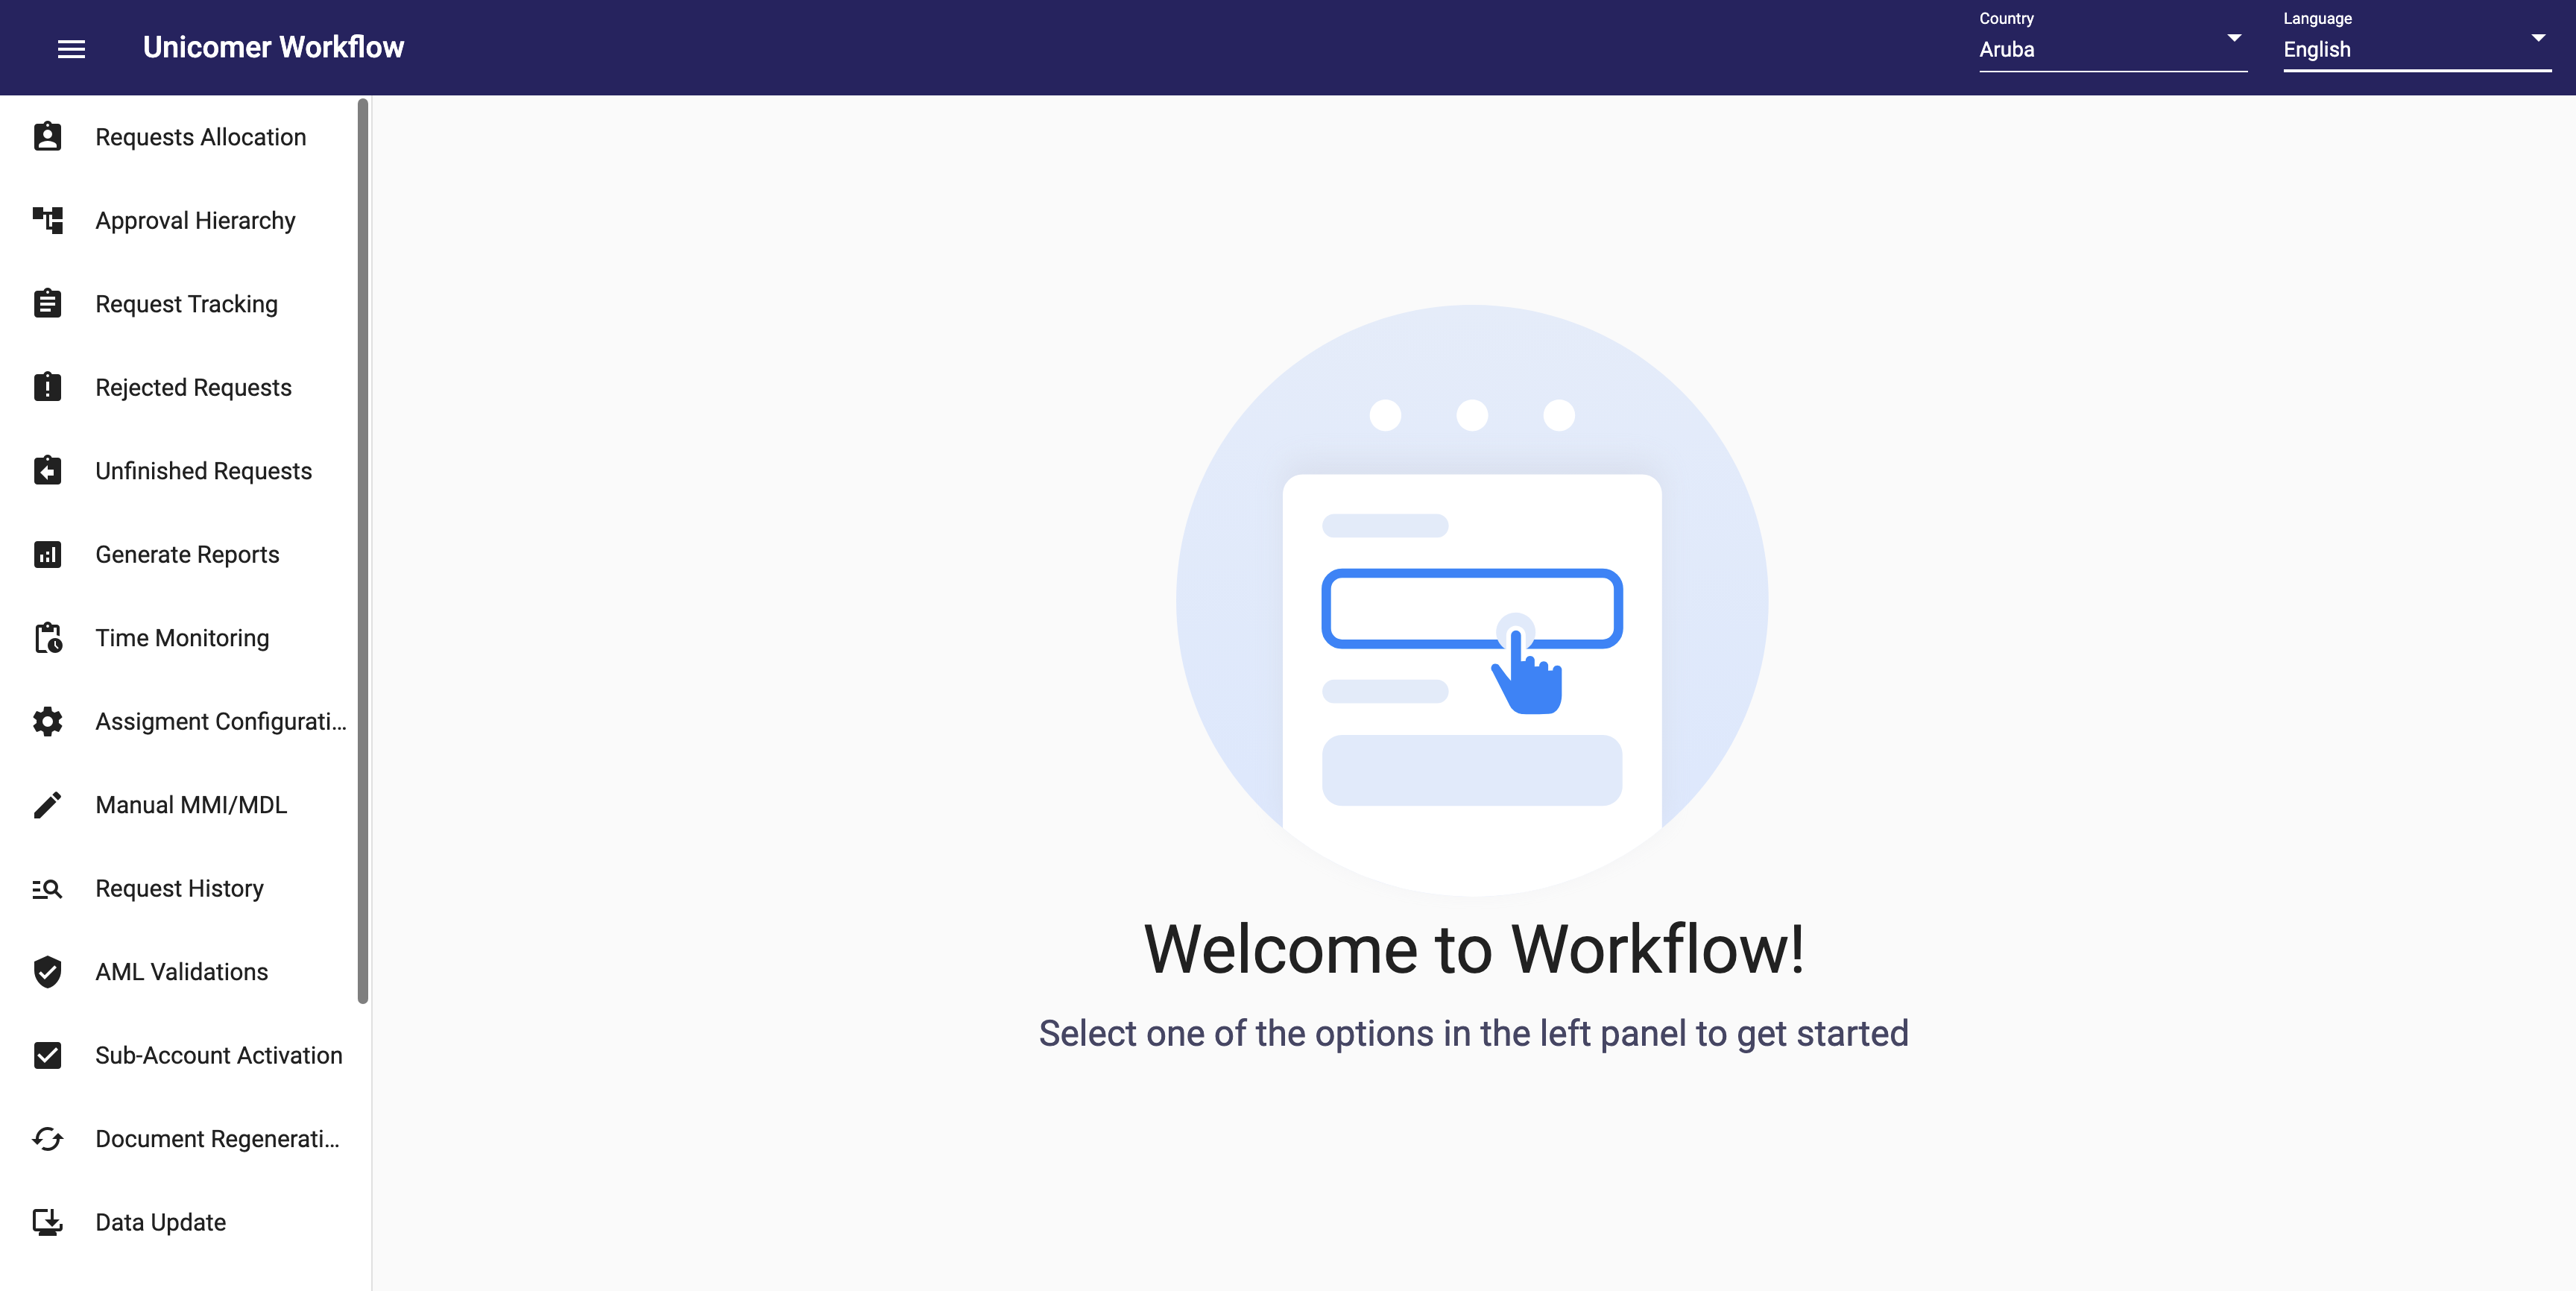 Unicomer Workflow
Country
Aruba
Language
English
Requests Allocation
Approval Hierarchy
Request Tracking
Rejected Requests
Unfinished Requests
Generate Reports
Time Monitoring
Assigment Configurati...
Manual MMI/MDL
Request History
AML Validations
Sub-Account Activation
Document Regenerati...
Data Update
Welcome to Workflow!
Select one of the options in the left panel to get started